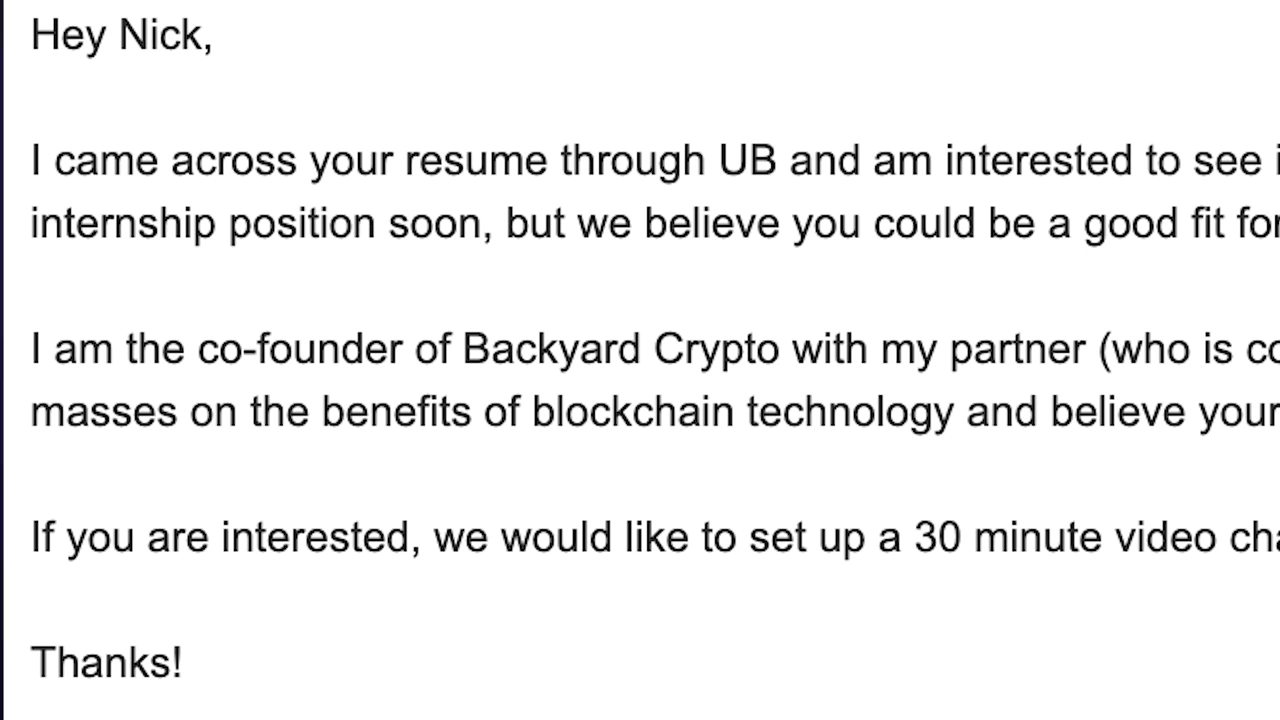 Hey Nick,
I came across your resume through UB and am interested to see
internship position soon, but we believe you could be a good fit for
I am the co-founder of Backyard Crypto with my partner (who is
masses on the benefits of blockchain technology and believe your
If you are interested, we would like to set up a 30 minute video
Thanks!